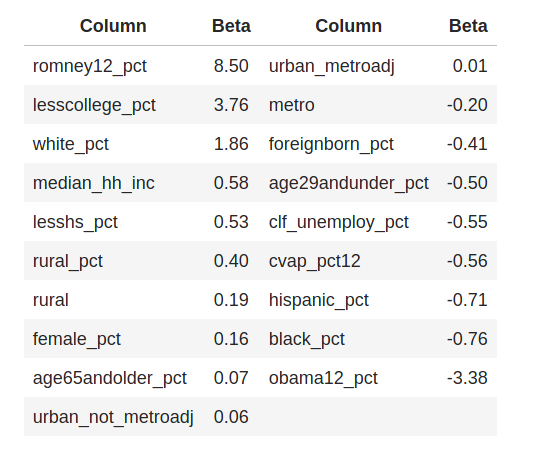 Column Beta Column Beta
romney12_pct 8.50 urban_metroadj 0.01
lesscollege_pct 3.76 metro -0.20
white_pct 1.86 foreignborn_pct -0.41
median_hh_inc 0.58 age29andunder_pct -0.50
lesshs_pct 0.53 clf_unemploy_pct -0.55
rural_pct 0.40 cvap_pct12 -0.56
rural 0.19 hispanic_pct -0.71
female_pct 0.16 black_pct -0.76
age65andolder_pct 0.07 obama12_pct -3.38
urban_not_metroadj 0.06